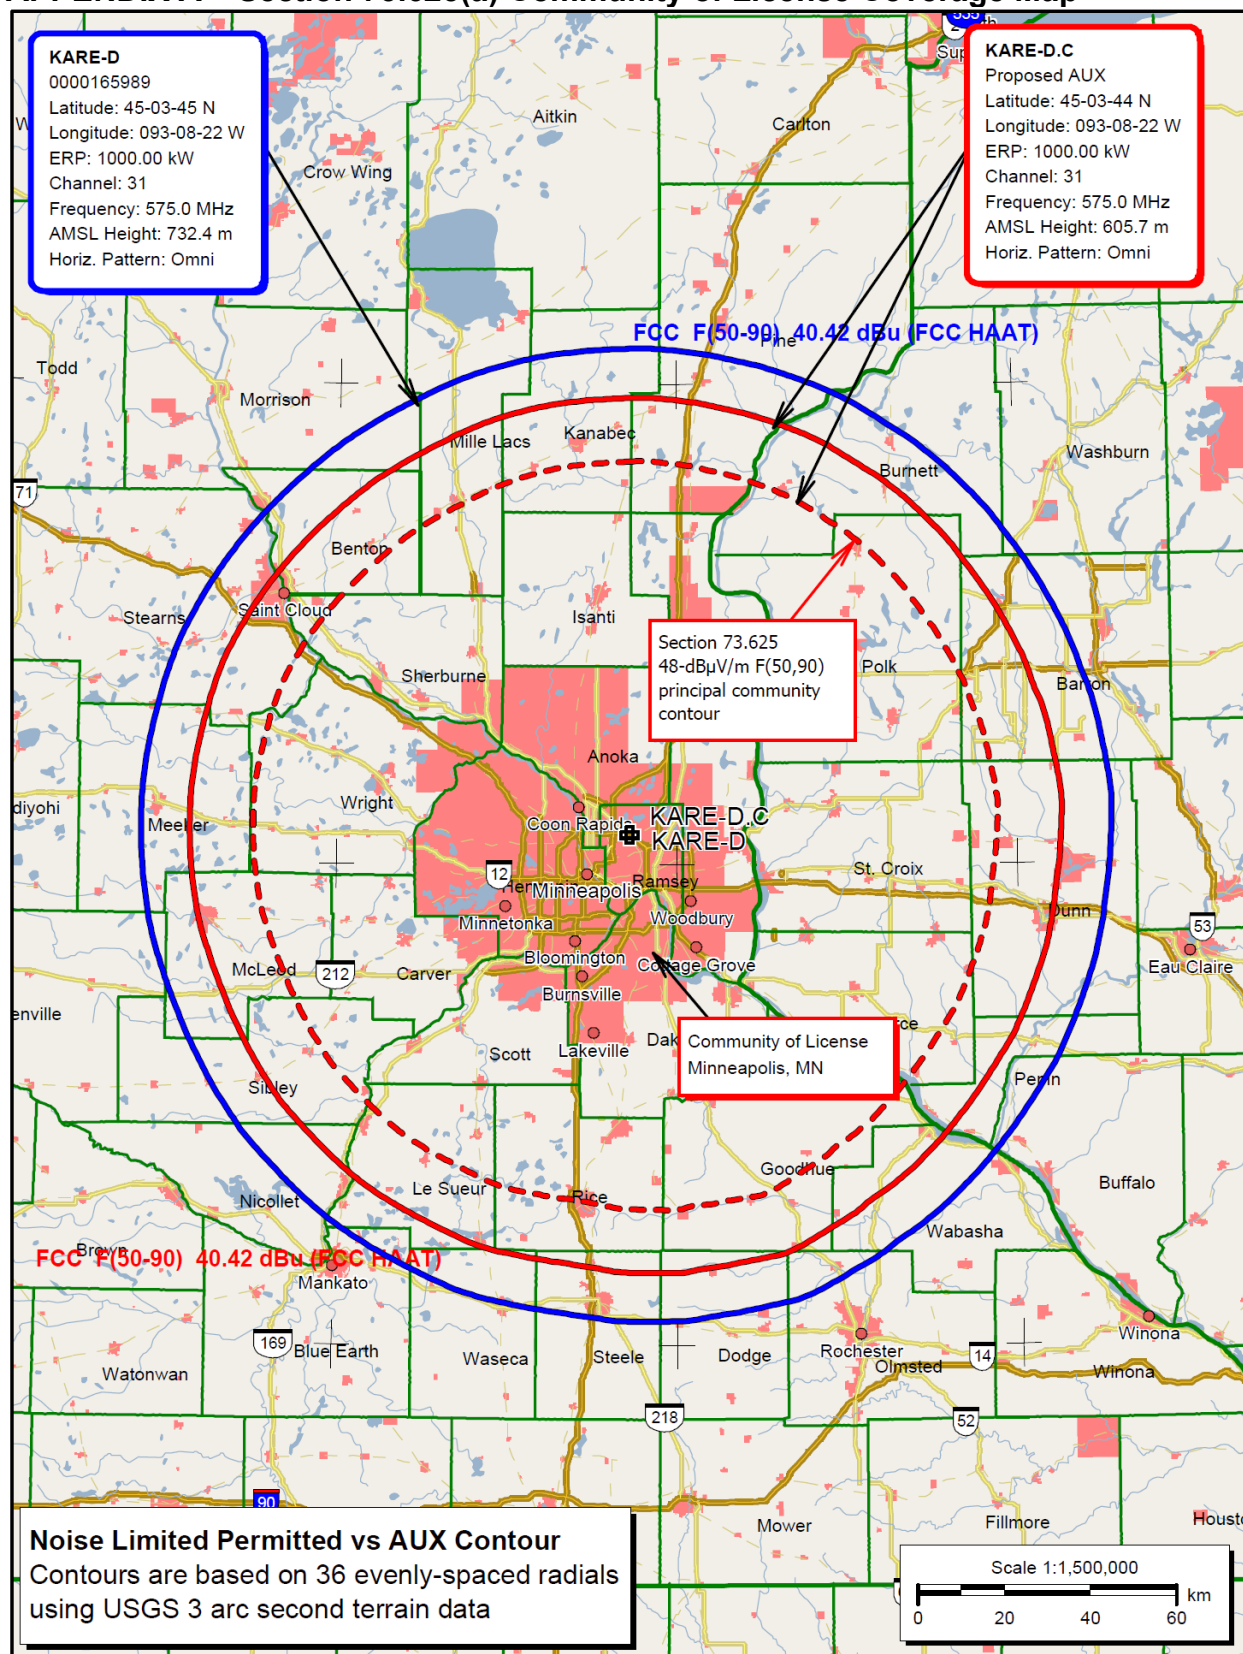 KARE-D
0000165989
Latitude: 45-03-45 N
Longitude: 093-08-22 W
ERP: 1000.00 kW
Channel: 31
Frequency: 575.0 MHz
AMSL Height: 732.4 m
Horiz. Pattern: Omni
KARE-D.C
Proposed AUX
Latitude: 45-03-44 N
Longitude: 093-08-22 W
ERP: 1000.00 kW
Channel: 31
Frequency: 575.0 MHz
AMSL Height: 605.7 m
Horiz. Pattern: Omni
535
2
Aitkin
Carlton
Crow Wing
FCC F(50-90) 40.42 dBu (FCC HAAT)
Pine
Todd
Morrison
Mille Lacs
Kanabec
Burnett
Washburn
71
Benton
Saint Cloud
Stearns
Isanti
Sherburne
Section 73.625
48-dBµV/m F(50,90)
principal community
contour
Polk
Barron
Anoka
Wright
diyohi
Meeker
Coon Rapids
KARE-D.C
KARE-D
12
Minneapolis
Ramsey
St. Croix
Minnetonka
Woodbury
Dunn
53
Bloomington
Cottage Grove
Eau Claire
McLeod
212
Carver
Burnsville
enville
Scott
Lakeville
Dak
rce
Community of License
Minneapolis, MN
Sibley
Pepin
Goodhue
Le Sueur
Rice
Nicollet
Buffalo
Wabasha
Brown
FCC F(50-90) 40.42 dBu (FCC HAAT)
Mankato
Winona
169
Blue Earth
Waseca
Steele
Dodge
Rochester
Olmsted
14
Winona
Watonwan
218
52
90
Mower
Fillmore
Houst
Noise Limited Permitted vs AUX Contour
Contours are based on 36 evenly-spaced radials
using USGS 3 arc second terrain data
Scale 1:1,500,000
km
0 20 40 60